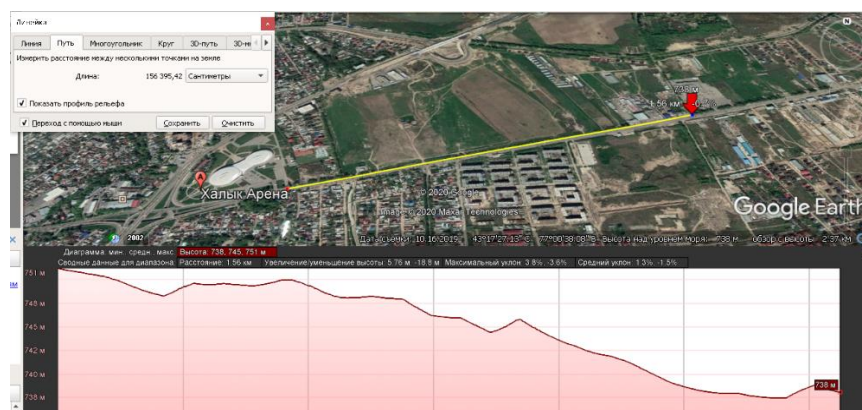 Линейка
Линия Путь Многоугольник Круг 3D-путь
Измерить расстояние между несколькими точками на земле
Длина: 156 395,42 Сантиметры
Показать профиль рельефа
Переход с помощью мыши Сохранить Очистить
738 м
1.56 км
A
Халык Арена
© 2020 Google
Image © 2020 Maxar Technologies
Google Earth
2002
Дата съемки: 10.16/2019 43°17'27.13" С 77°00'38.08" В высота над уровнем моря: 738 м обзор с высоты 2.37 км
Диаграмма: мин., средн., макс. Высота: 738, 745, 751 м
Сводные данные для диапазона: Расстояние: 1.56 км Увеличение/уменьшение высоты: 5.76 м, -18.8 м Максимальный уклон: 3.8%, -3.6% Средний уклон: 1.3%, -1.5%
751 м
748 м
745 м
742 м
740 м
738 м
738 м